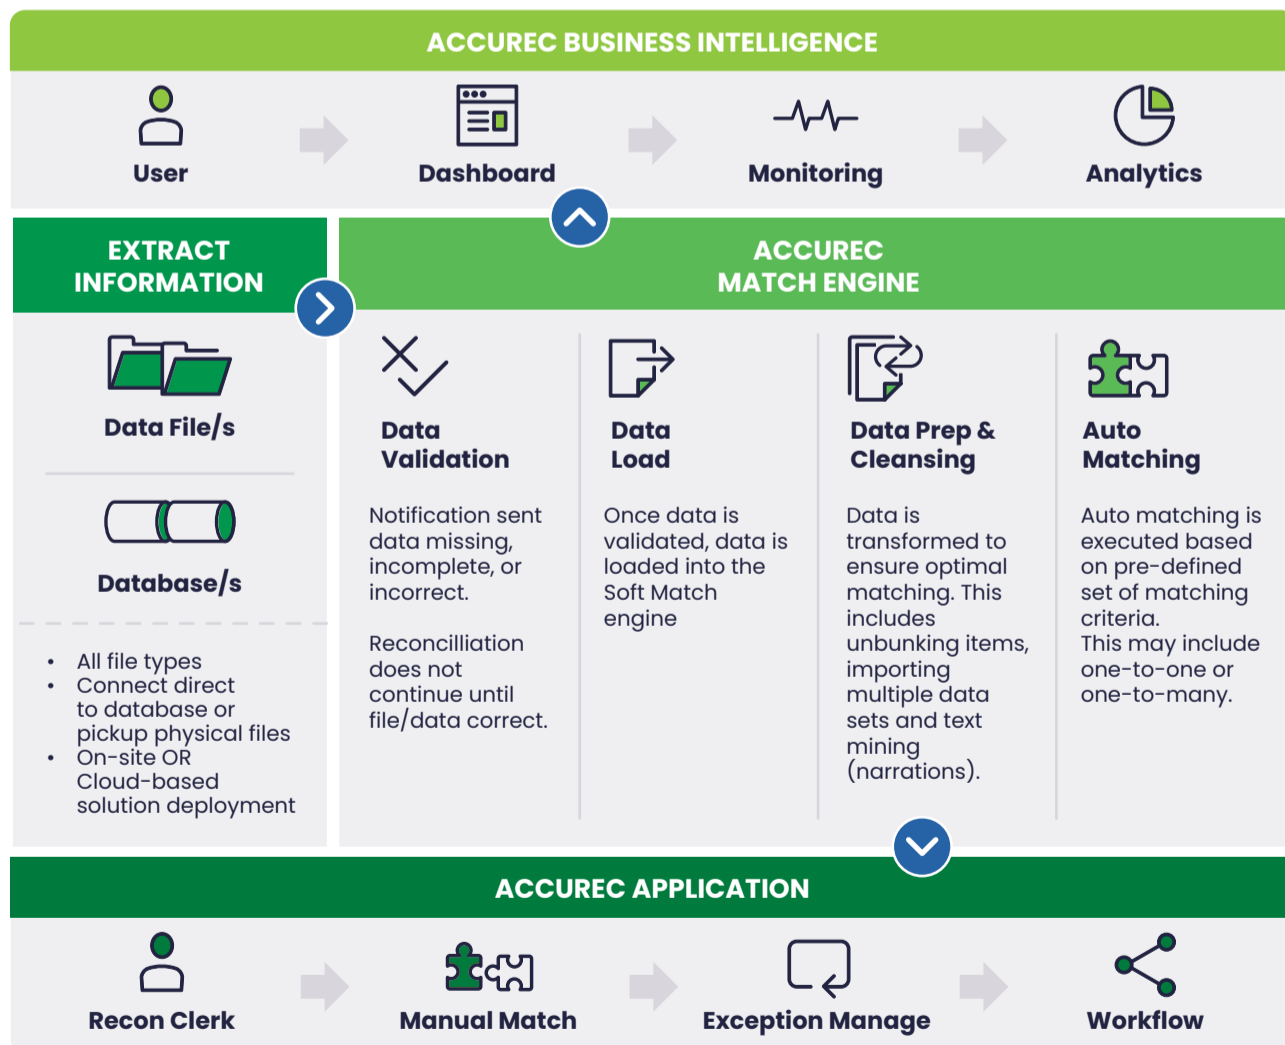 ACCUREC BUSINESS INTELLIGENCE
User
Dashboard
Monitoring
Analytics
EXTRACT
INFORMATION
Data File/s
Database/s
• All file types
• Connect direct
to database or
pickup physical files
• On-site OR
Cloud-based
solution deployment
ACCUREC
MATCH ENGINE
Data
Validation
Notification sent
data missing,
incomplete, or
incorrect.
Reconcilliation
does not
continue until
file/data correct.
Data
Load
Once data is
validated, data is
loaded into the
Soft Match
engine
Data Prep &
Cleansing
Data is
transformed to
ensure optimal
matching. This
includes
unbunking items,
importing
multiple data
sets and text
mining
(narrations).
Auto
Matching
Auto matching is
executed based
on pre-defined
set of matching
criteria.
This may include
one-to-one or
one-to-many.
ACCUREC APPLICATION
Recon Clerk
Manual Match
Exception Manage
Workflow